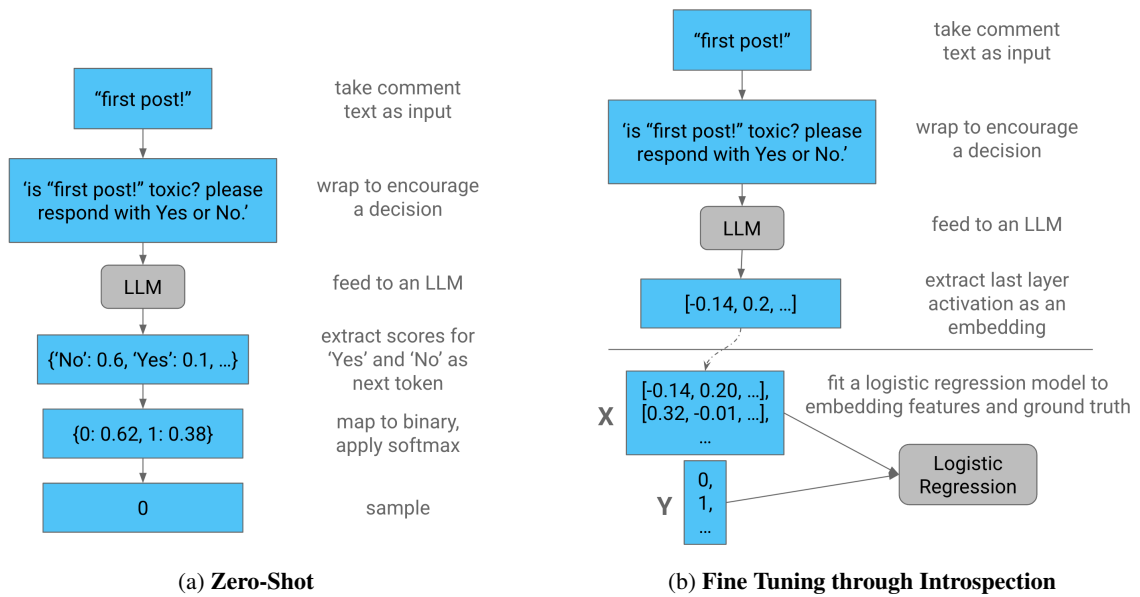 “first post!”
take comment
text as input
‘is “first post!” toxic? please
respond with Yes or No.’
wrap to encourage
a decision
LLM
feed to an LLM
{‘No’: 0.6, ‘Yes’: 0.1, ...}
extract scores for
‘Yes’ and ‘No’ as
next token
{0: 0.62, 1: 0.38}
map to binary,
apply softmax
0
sample
(a) Zero-Shot
“first post!”
take comment
text as input
‘is “first post!” toxic? please
respond with Yes or No.’
wrap to encourage
a decision
LLM
feed to an LLM
[-0.14, 0.2, ...]
extract last layer
activation as an
embedding
X
[-0.14, 0.20, ...],
[0.32, -0.01, ...],
...
fit a logistic regression model to
embedding features and ground truth
Y
0,
1,
...
Logistic
Regression
(b) Fine Tuning through Introspection